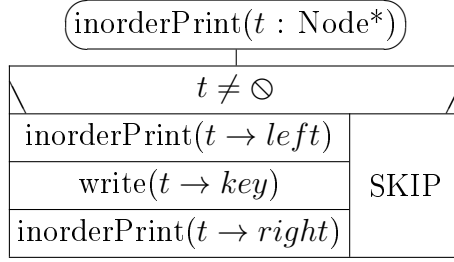 inorderPrint(t : Node*)
t ≠ ⊘
inorderPrint(t → left)
write(t → key)
SKIP
inorderPrint(t → right)